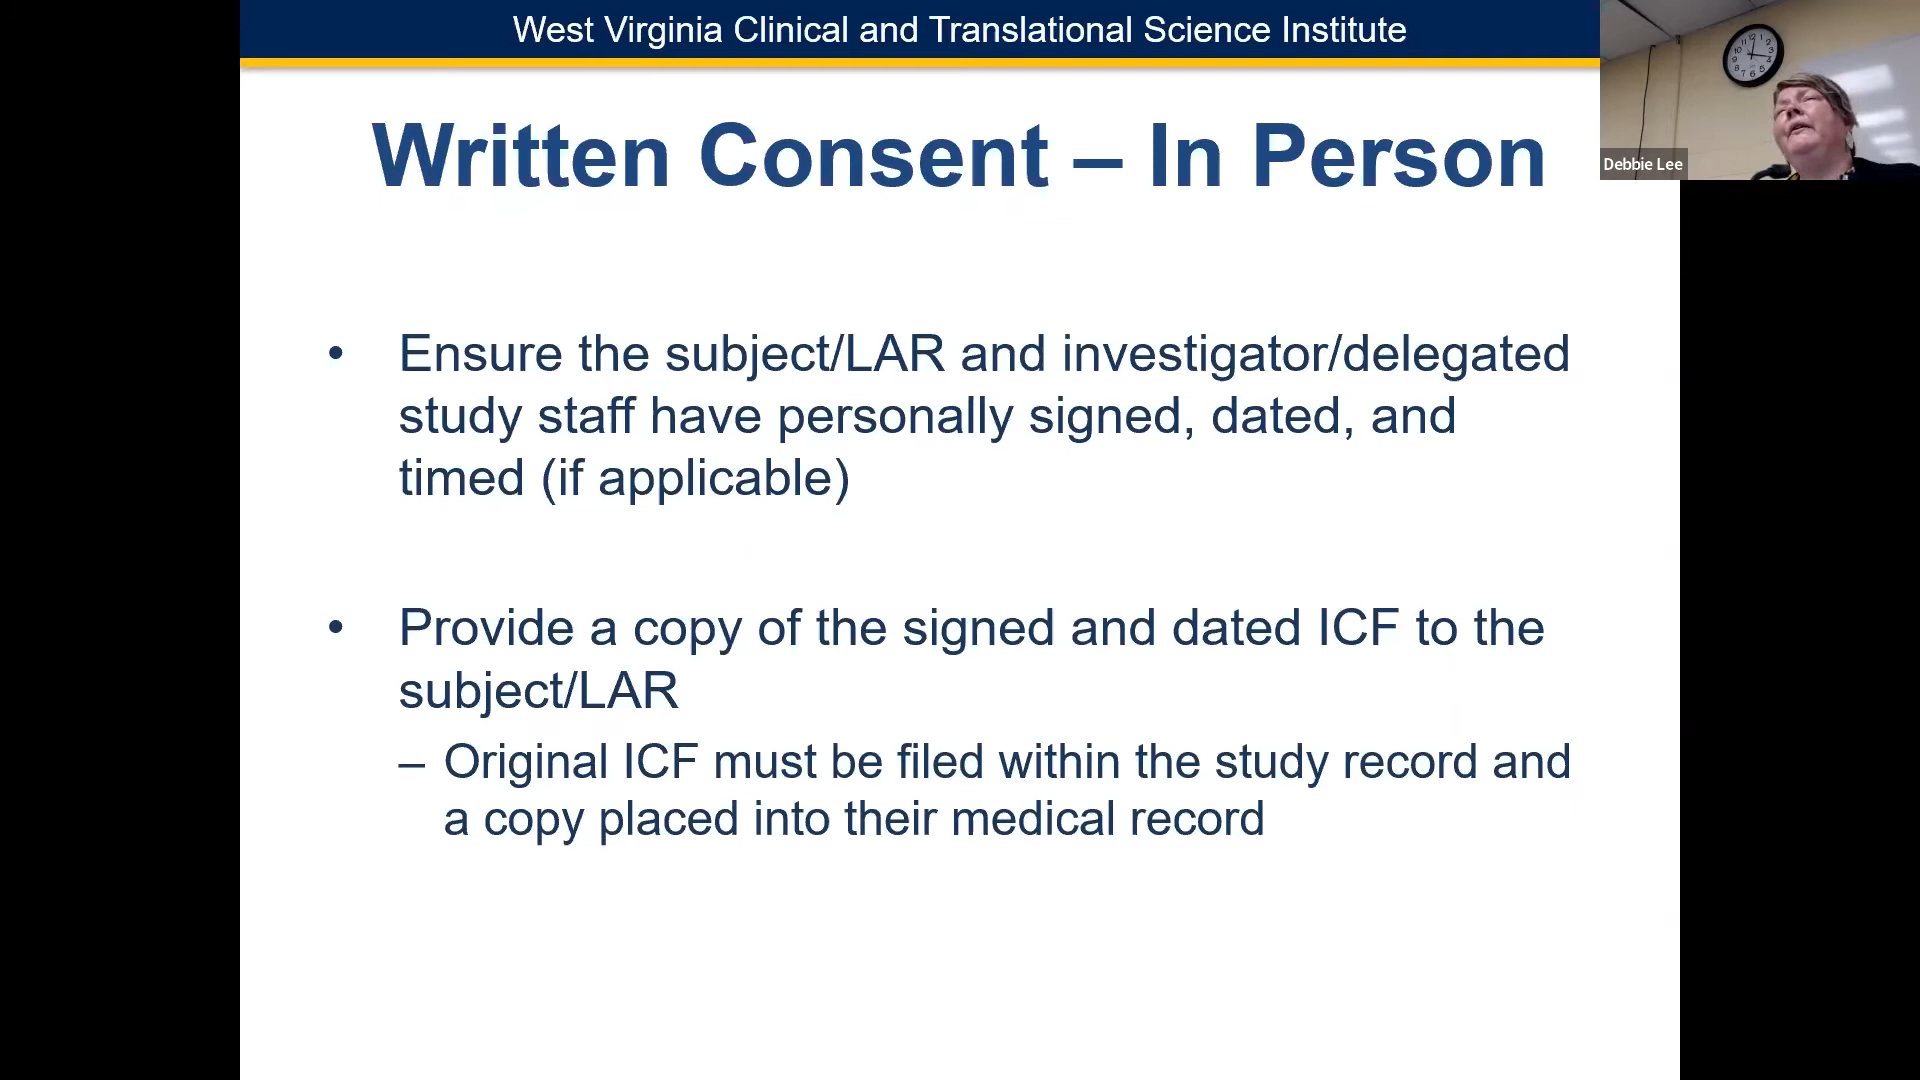 West Virginia Clinical and Translational Science Institute
Written Consent – In Person
Debbie Lee
• Ensure the subject/LAR and investigator/delegated
study staff have personally signed, dated, and
timed (if applicable)
• Provide a copy of the signed and dated ICF to the
subject/LAR
– Original ICF must be filed within the study record and
a copy placed into their medical record